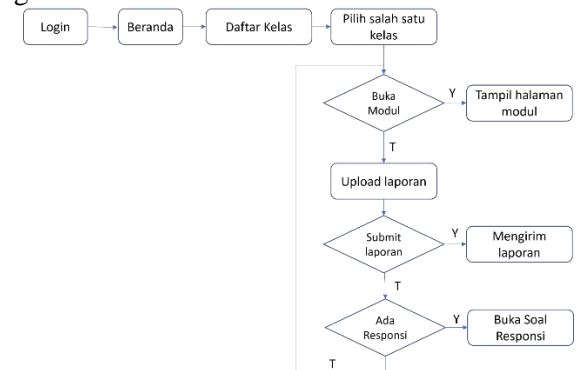 Login
Beranda
Daftar Kelas
Pilih salah satu
kelas
Buka
Modul
Y
Tampil halaman
modul
T
Upload laporan
Submit
laporan
Y
Mengirim
laporan
T
Ada
Responsi
Y
Buka Soal
Responsi
T